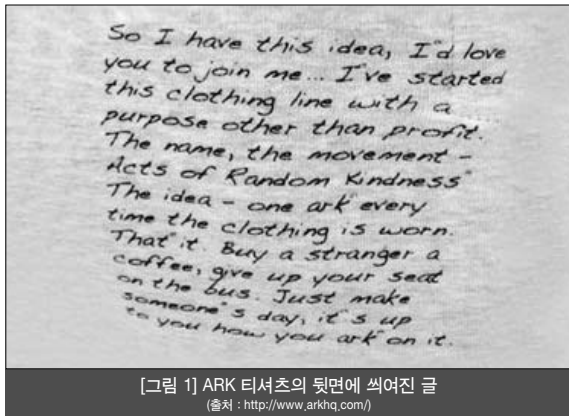 So I have this idea, I"d love
you to join me... I"ve started
this clothing line with a
purpose other than profit.
The name, the movement -
Acts of Random Kindness"
The idea - one ark" every
time the clothing is worn.
That"it. Buy a stranger a
coffee, give up your seat
on the bus. Just make
someone"s day, it"s up
to you how you ark" on it.
[그림 1] ARK 티셔츠의 뒷면에 씌여진 글
(출처 : http://www.arkhq.com/)